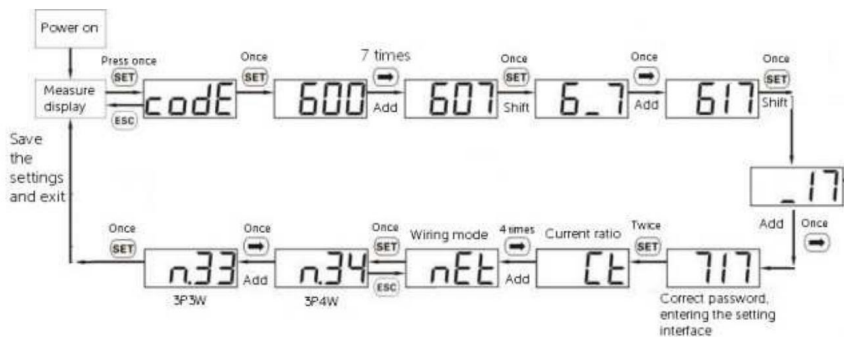 Power on
Press once
SET
Once
SET
7 times
Once
SET
Once
Once
SET
Measure
display
codE
600
Add
607
Shift
6_7
Add
617
Shift
ESC
Save
the
settings
and exit
_17
Add
Once
Once
SET
Once
Once
SET
Wiring mode
4 times
Current ratio
Twice
SET
n.33
Add
n.34
ESC
nEt
Add
Ct
717
3P3W
3P4W
Correct password,
entering the setting
interface